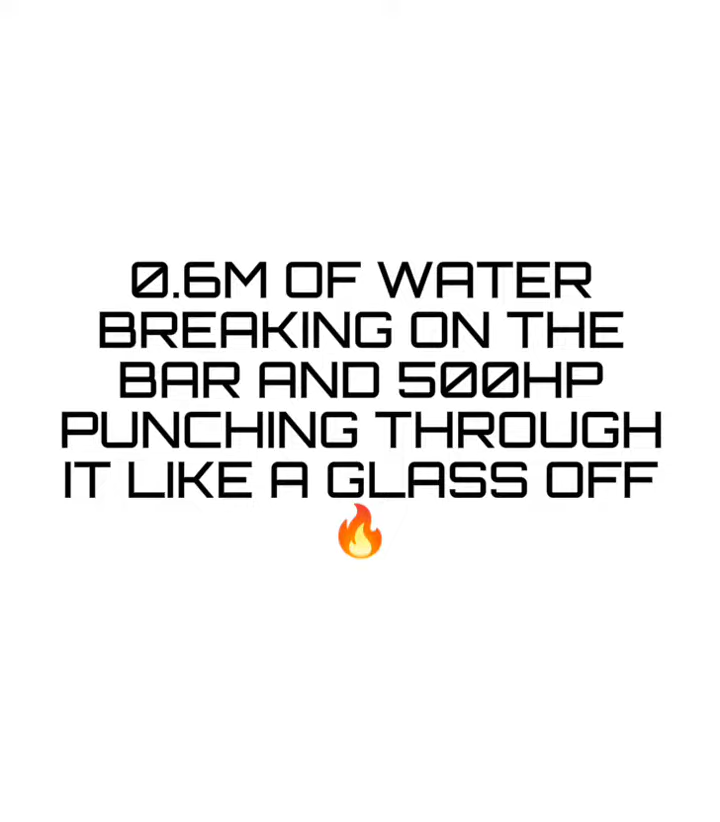 0.6M OF WATER
BREAKING ON THE
BAR AND 500HP
PUNCHING THROUGH
IT LIKE A GLASS OFF
🔥